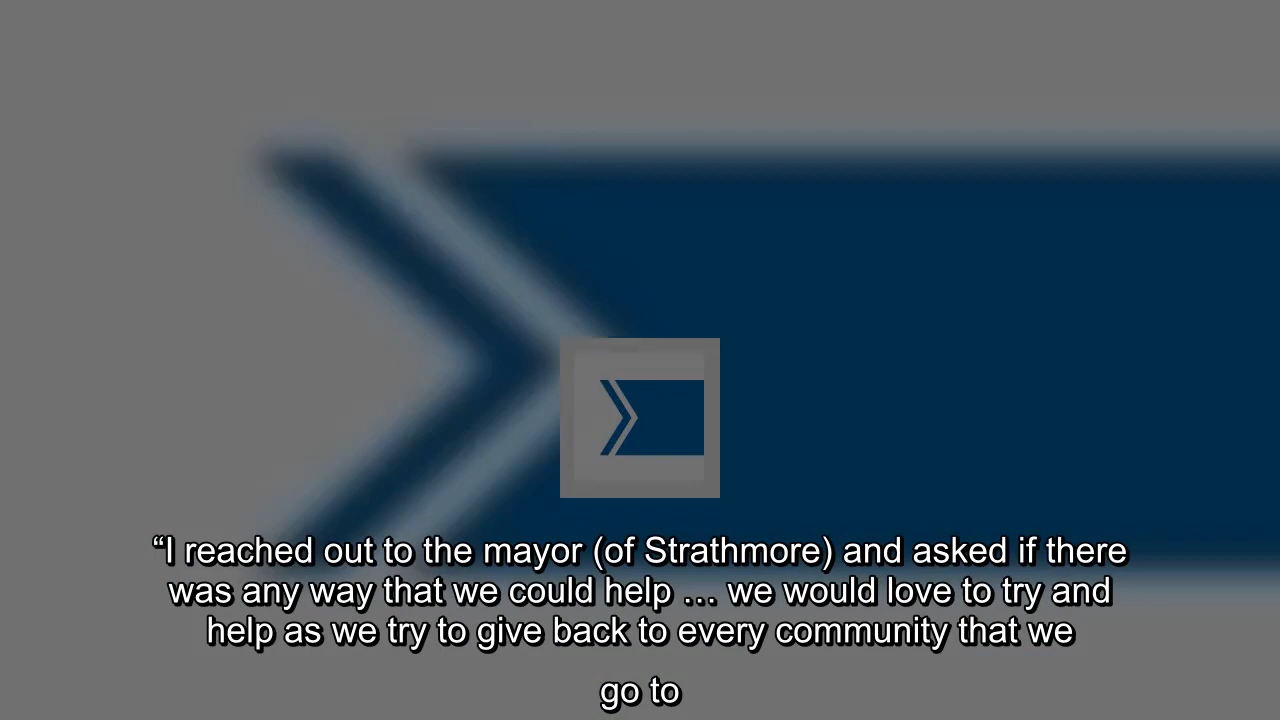 “I reached out to the mayor (of Strathmore) and asked if there
was any way that we could help … we would love to try and
help as we try to give back to every community that we
go to